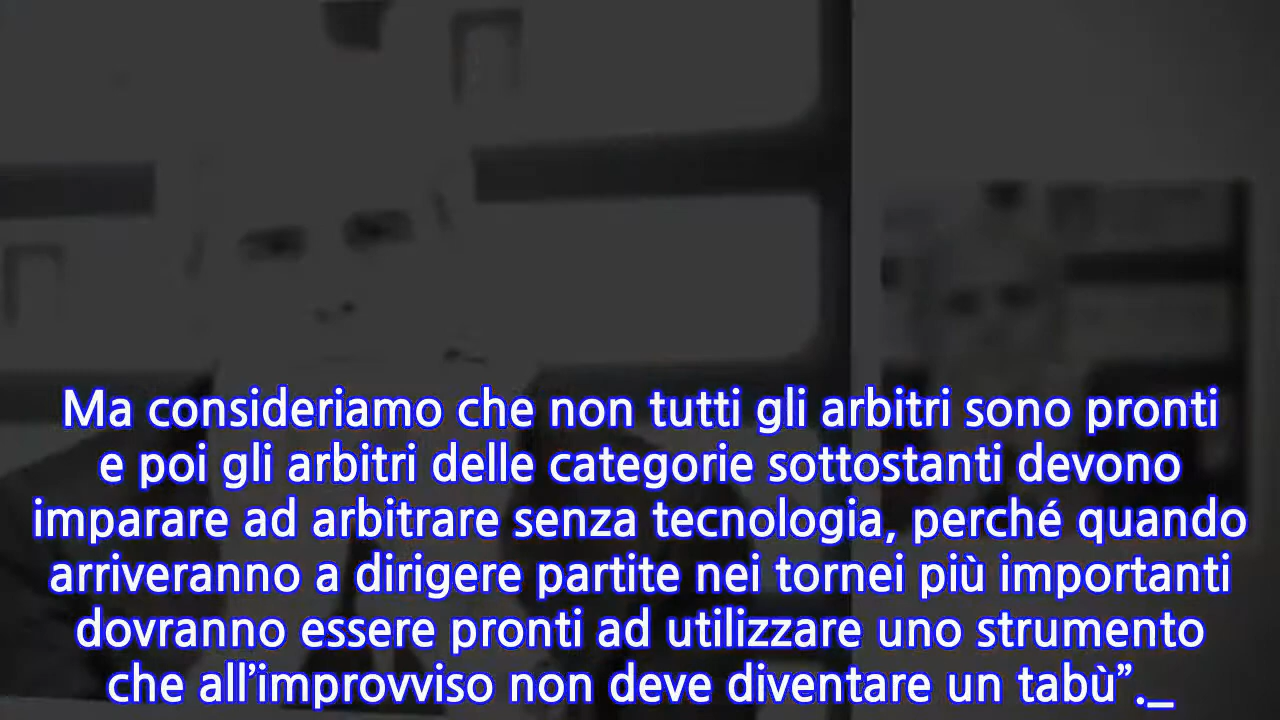 Ma consideriamo che non tutti gli arbitri sono pronti
e poi gli arbitri delle categorie sottostanti devono
imparare ad arbitrare senza tecnologia, perché quando
arriveranno a dirigere partite nei tornei più importanti
dovranno essere pronti ad utilizzare uno strumento
che all’improvviso non deve diventare un tabù”._